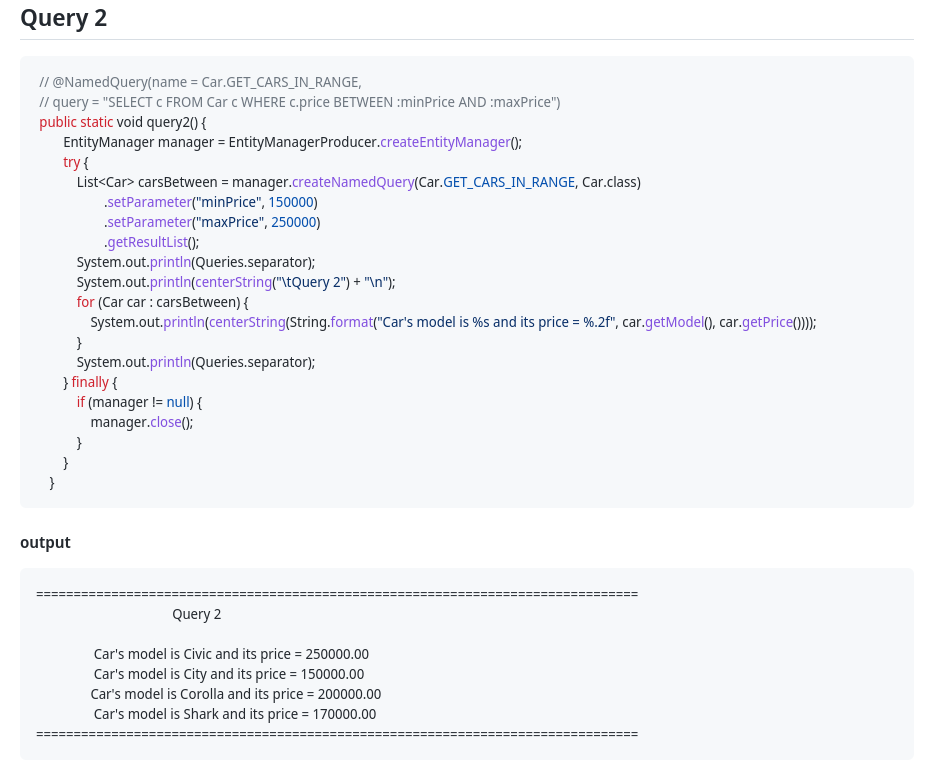 Query 2
// @NamedQuery(name = Car.GET_CARS_IN_RANGE,
// query = "SELECT c FROM Car c WHERE c.price BETWEEN :minPrice AND :maxPrice")
public static void query2() {
EntityManager manager = EntityManagerProducer.createEntityManager();
try {
List<Car> carsBetween = manager.createNamedQuery(Car.GET_CARS_IN_RANGE, Car.class)
.setParameter("minPrice", 150000)
.setParameter("maxPrice", 250000)
.getResultList();
System.out.println(Queries.separator);
System.out.println(centerString("\tQuery 2") + "\n");
for (Car car : carsBetween) {
System.out.println(centerString(String.format("Car's model is %s and its price = %.2f", car.getModel(), car.getPrice())));
}
System.out.println(Queries.separator);
} finally {
if (manager != null) {
manager.close();
}
}
}
output
================================================================================
Query 2
Car's model is Civic and its price = 250000.00
Car's model is City and its price = 150000.00
Car's model is Corolla and its price = 200000.00
Car's model is Shark and its price = 170000.00
================================================================================